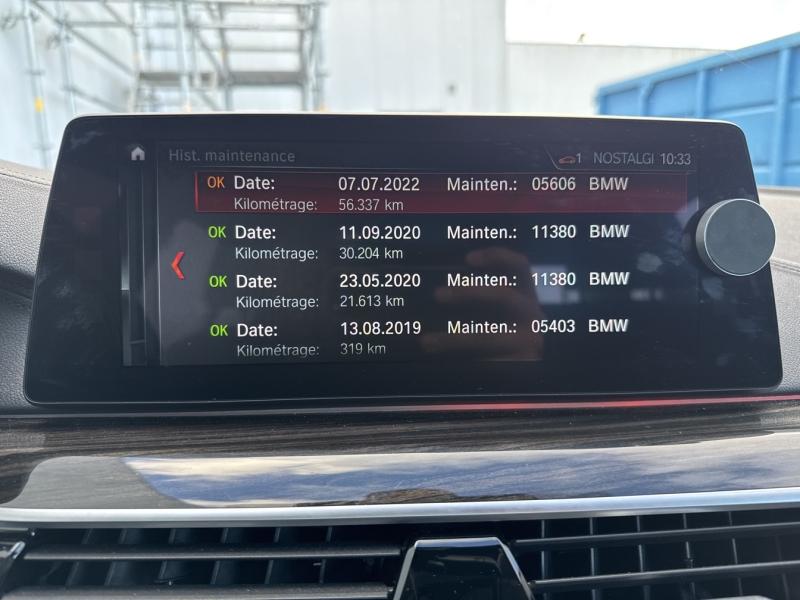 Hist. maintenance 1 NOSTALGI 10:33
OK Date: 07.07.2022 Mainten.: 05606 BMW
Kilométrage: 56.337 km
OK Date: 11.09.2020 Mainten.: 11380 BMW
Kilométrage: 30.204 km
OK Date: 23.05.2020 Mainten.: 11380 BMW
Kilométrage: 21.613 km
OK Date: 13.08.2019 Mainten.: 05403 BMW
Kilométrage: 319 km